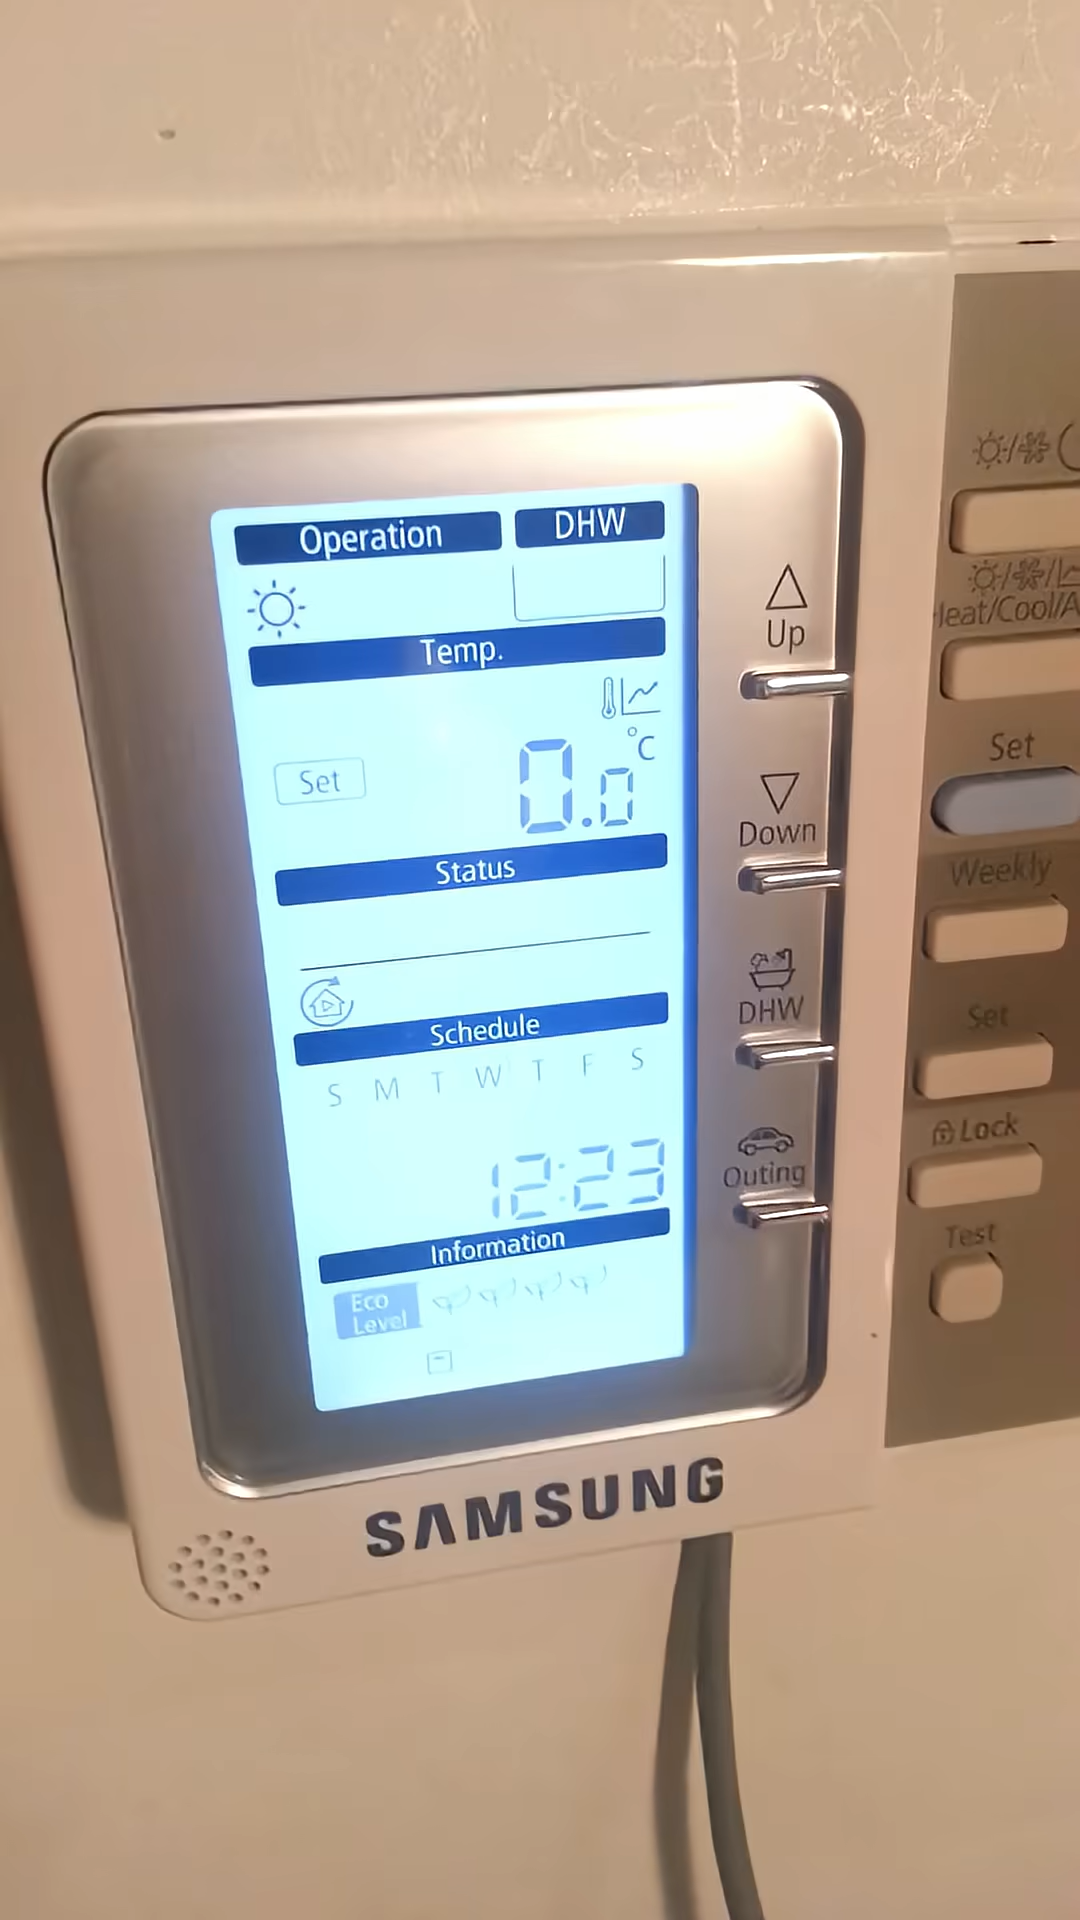 Operation
DHW
Temp.
Set
0.0 °C
Status
Schedule
S M T W T F S
12:23
Information
Eco
Level
SAMSUNG
Up
Down
DHW
Outing
Heat/Cool/A
Set
Weekly
Set
Lock
Test